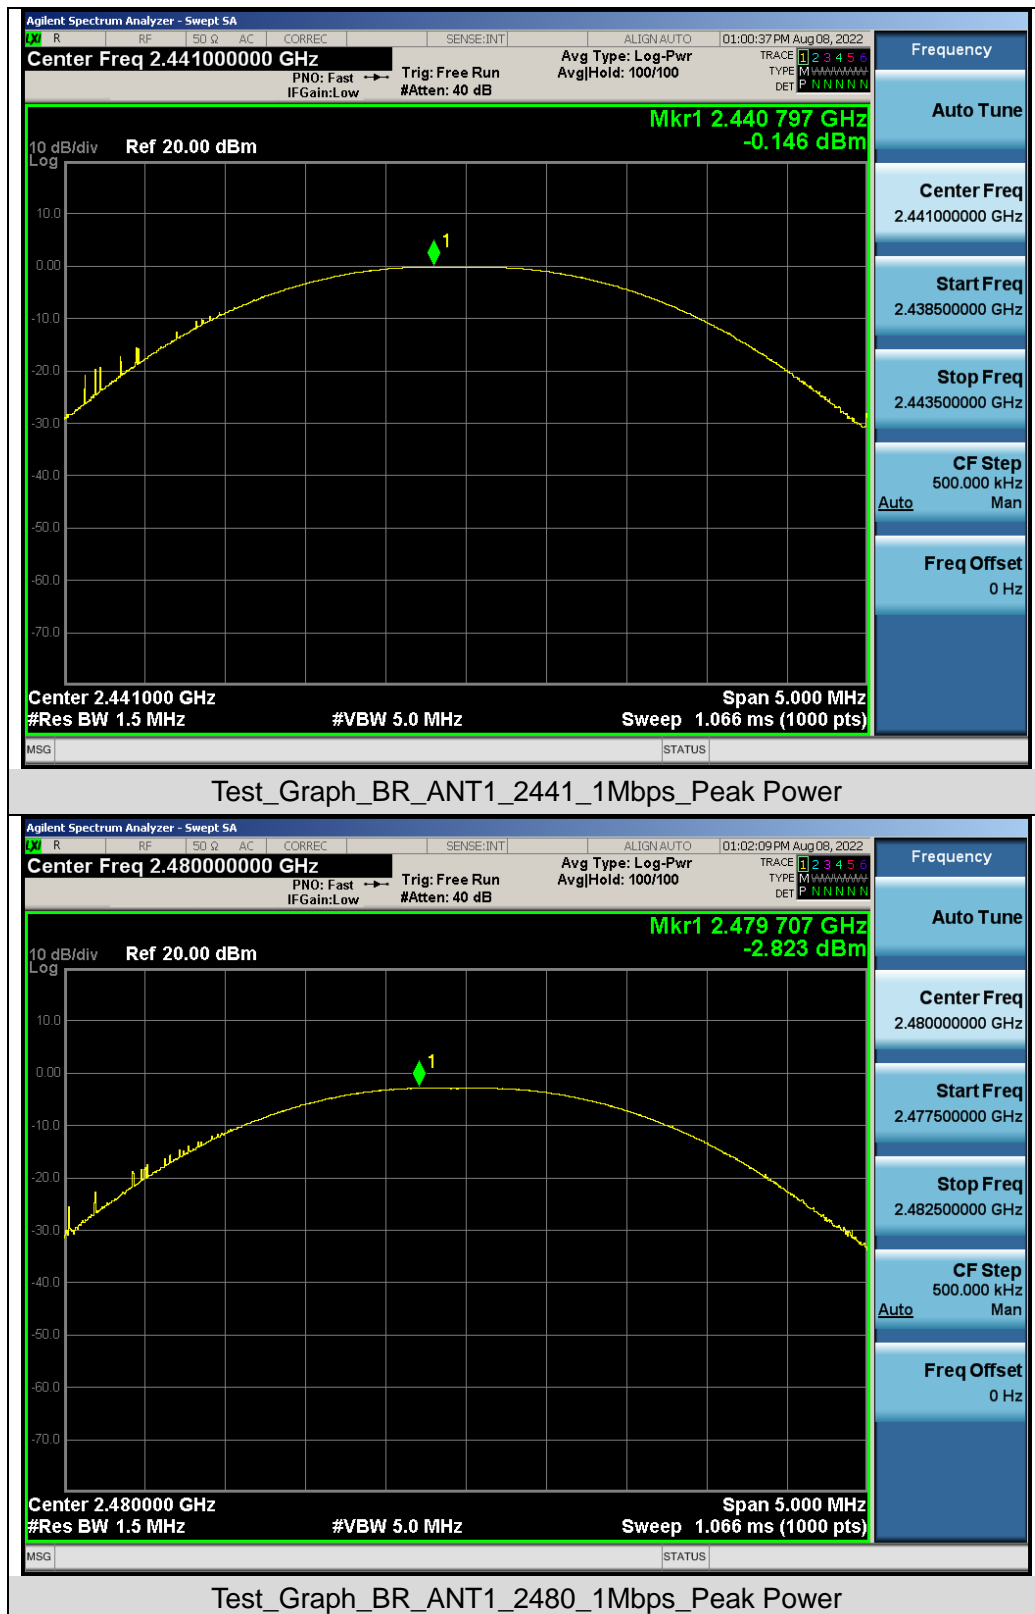 Agilent Spectrum Analyzer - Swept SA
LXI R RF 50 Ω AC CORREC SENSE:INT ALIGN AUTO 01:00:37 PM Aug 08, 2022
Center Freq 2.441000000 GHz
PNO: Fast
IFGain:Low
Trig: Free Run
#Atten: 40 dB
Avg Type: Log-Pwr
Avg|Hold: 100/100
TRACE 1 2 3 4 5 6
TYPE M
DET P N N N N N
Mkr1 2.440 797 GHz
-0.146 dBm
10 dB/div Ref 20.00 dBm
Log
10.0
1
0.00
-10.0
-20.0
-30.0
-40.0
-50.0
-60.0
-70.0
Center 2.441000 GHz Span 5.000 MHz
#Res BW 1.5 MHz #VBW 5.0 MHz Sweep 1.066 ms (1000 pts)
MSG STATUS
Frequency
Auto Tune
Center Freq
2.441000000 GHz
Start Freq
2.438500000 GHz
Stop Freq
2.443500000 GHz
CF Step
500.000 kHz
Auto Man
Freq Offset
0 Hz
Test_Graph_BR_ANT1_2441_1Mbps_Peak Power
Agilent Spectrum Analyzer - Swept SA
LXI R RF 50 Ω AC CORREC SENSE:INT ALIGN AUTO 01:02:09 PM Aug 08, 2022
Center Freq 2.480000000 GHz
PNO: Fast
IFGain:Low
Trig: Free Run
#Atten: 40 dB
Avg Type: Log-Pwr
Avg|Hold: 100/100
TRACE 1 2 3 4 5 6
TYPE M
DET P N N N N N
Mkr1 2.479 707 GHz
-2.823 dBm
10 dB/div Ref 20.00 dBm
Log
10.0
1
0.00
-10.0
-20.0
-30.0
-40.0
-50.0
-60.0
-70.0
Center 2.480000 GHz Span 5.000 MHz
#Res BW 1.5 MHz #VBW 5.0 MHz Sweep 1.066 ms (1000 pts)
MSG STATUS
Frequency
Auto Tune
Center Freq
2.480000000 GHz
Start Freq
2.477500000 GHz
Stop Freq
2.482500000 GHz
CF Step
500.000 kHz
Auto Man
Freq Offset
0 Hz
Test_Graph_BR_ANT1_2480_1Mbps_Peak Power